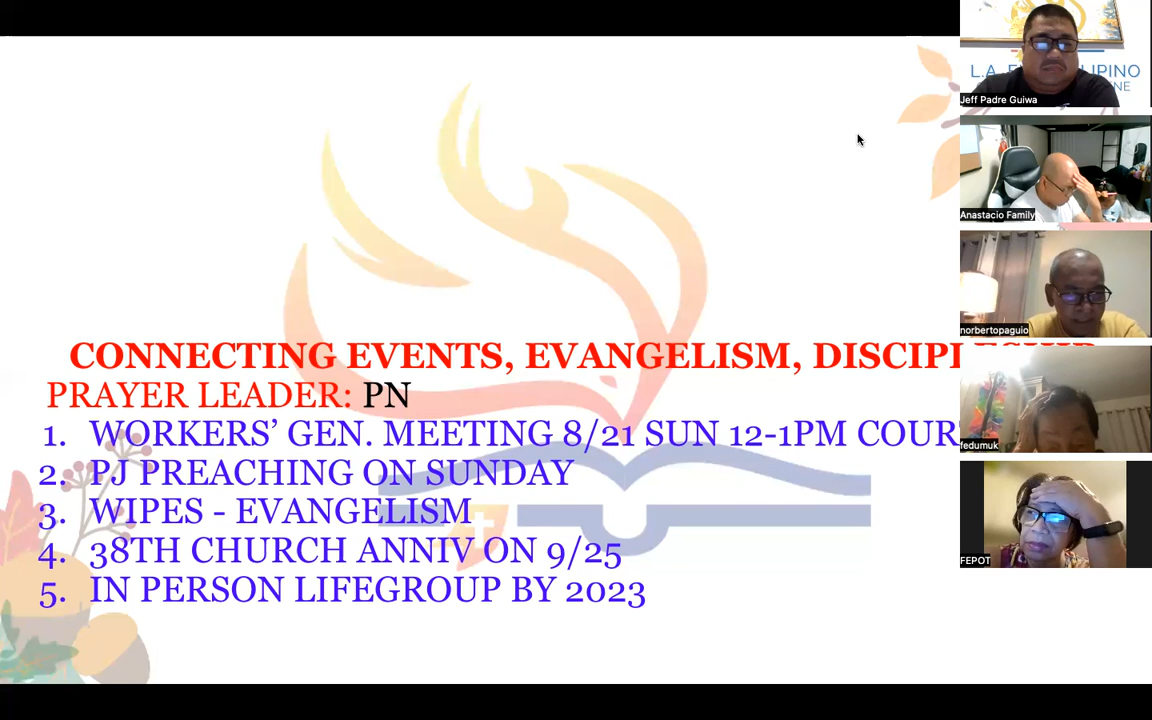 CONNECTING EVENTS, EVANGELISM, DISCIPLESHIP
PRAYER LEADER: PN
1. WORKERS’ GEN. MEETING 8/21 SUN 12-1PM COUR
2. PJ PREACHING ON SUNDAY
3. WIPES - EVANGELISM
4. 38TH CHURCH ANNIV ON 9/25
5. IN PERSON LIFEGROUP BY 2023
L.A.
Jeff Padre Guiwa
Anastacio Family
norbertopaguio
fedumuk
FEPOT